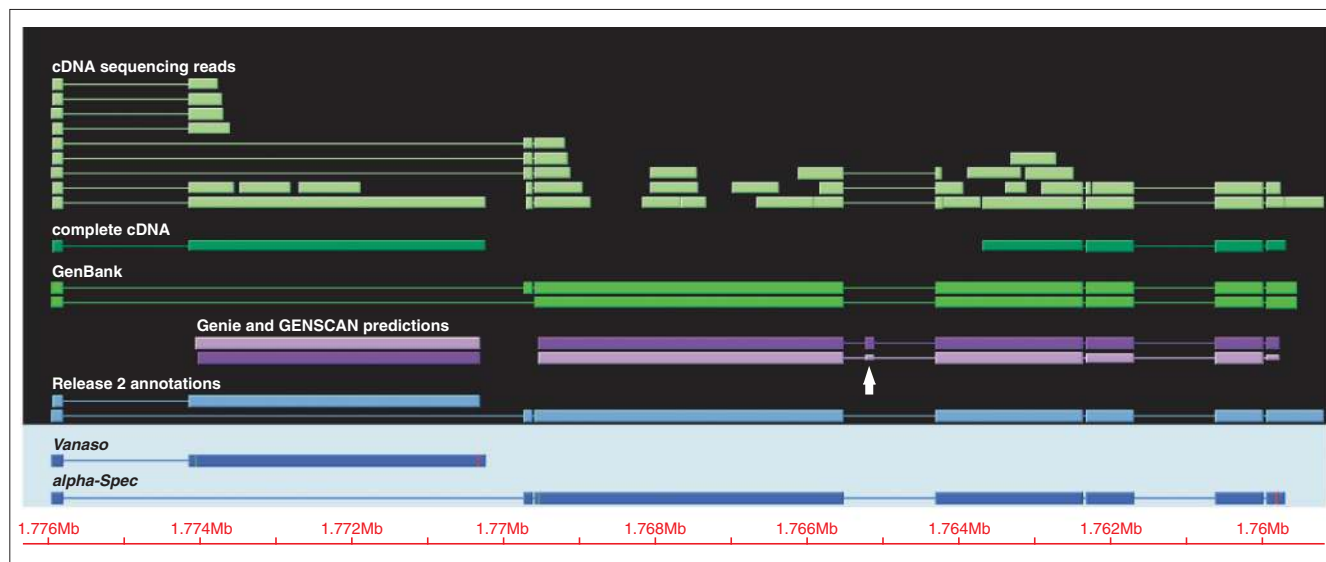 cDNA sequencing reads
complete cDNA
GenBank
Genie and GENSCAN predictions
Release 2 annotations
Vanaso
alpha-Spec
1.776Mb 1.774Mb 1.772Mb 1.77Mb 1.768Mb 1.766Mb 1.764Mb 1.762Mb 1.76Mb